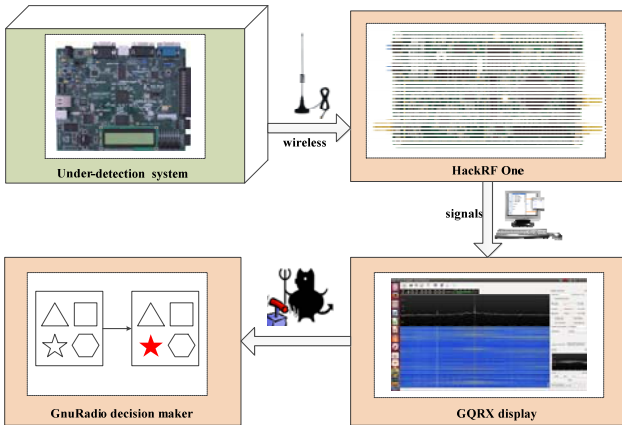 Under-detection system
wireless
HackRF One
signals
GnuRadio decision maker
GQRX display